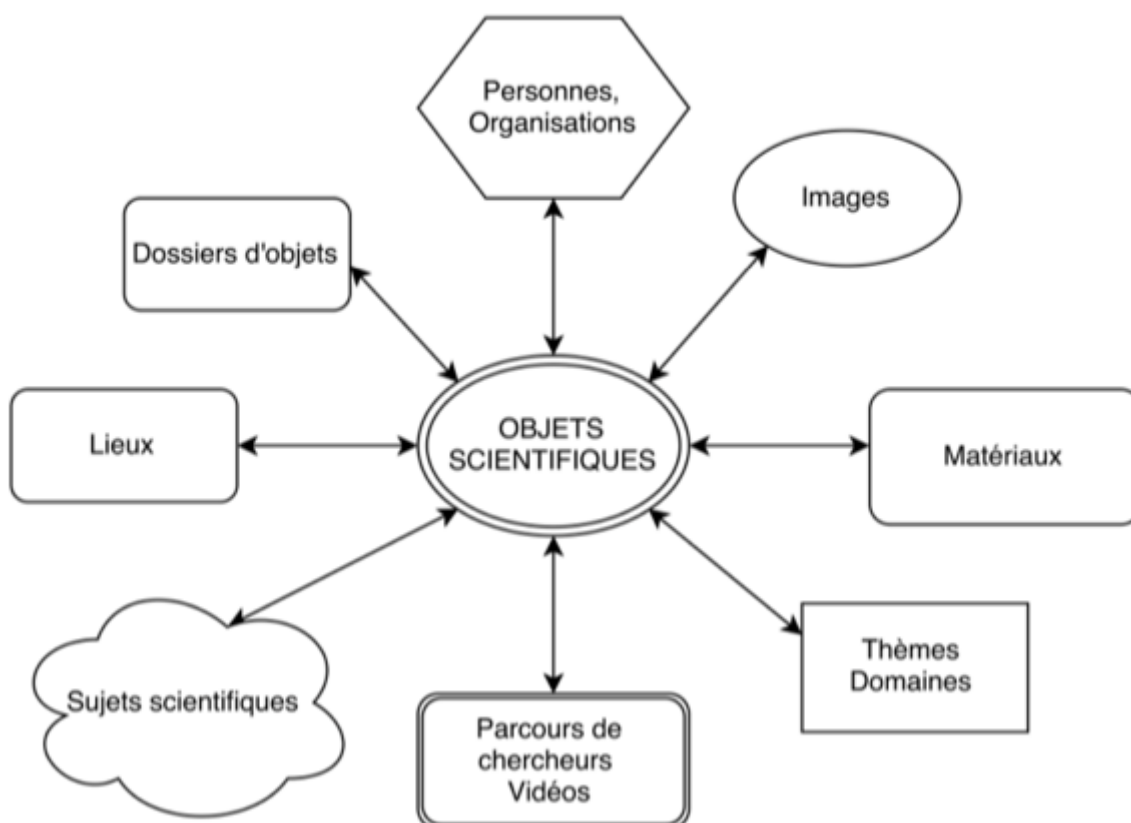 Personnes,
Organisations
Images
Dossiers d'objets
OBJETS
SCIENTIFIQUES
Lieux
Matériaux
Thèmes
Domaines
Sujets scientifiques
Parcours de
chercheurs
Vidéos